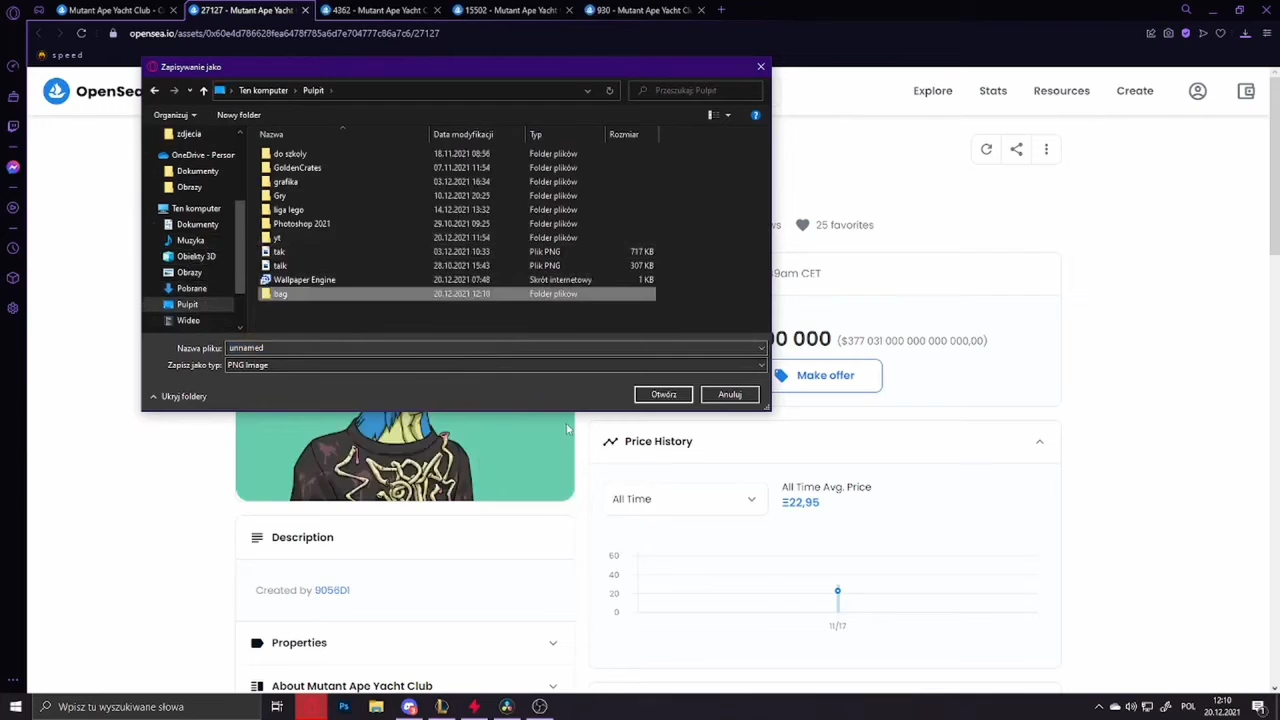 Mutant Ape Yacht Club - C
27127 - Mutant Ape Yacht
4362 - Mutant Ape Yacht C
15502 - Mutant Ape Yacht
930 - Mutant Ape Yacht Cl
opensea.io/assets/0x60e4d786628fea6478f785a6d7e704777c86a7c6/27127
speed
Zapisywanie jako
Ten komputer
Pulpit
Przeszukaj: Pulpit
OpenSea
Explore
Stats
Resources
Create
Organizuj
Nowy folder
zdjecia
OneDrive - Person
Dokumenty
Obrazy
Ten komputer
Dokumenty
Muzyka
Obiekty 3D
Obrazy
Pobrane
Pulpit
Wideo
Nazwa Data modyfikacji Typ Rozmiar
do szkoly 18.11.2021 08:56 Folder plików
GoldenCrates 07.11.2021 11:54 Folder plików
grafika 03.12.2021 16:34 Folder plików
Gry 10.12.2021 20:25 Folder plików
liga lego 14.12.2021 13:32 Folder plików
Photoshop 2021 29.10.2021 09:25 Folder plików
yt 20.12.2021 11:54 Folder plików
tak 03.12.2021 10:33 Plik PNG 717 KB
talk 28.10.2021 15:43 Plik PNG 307 KB
Wallpaper Engine 20.12.2021 07:48 Skrót internetowy 1 KB
bag 20.12.2021 12:10 Folder plików
Nazwa pliku: unnamed
Zapisz jako typ: PNG Image
Ukryj foldery
Otwórz
Anuluj
ws
25 favorites
9am CET
00 000 ($377 031 000 000 000 000,00)
Make offer
Price History
All Time
All Time Avg. Price
Ξ22,95
60
40
20
0
11/17
Description
Created by 9056D1
Properties
About Mutant Ape Yacht Club
Wpisz tu wyszukiwane słowa
POL
12:10
20.12.2021